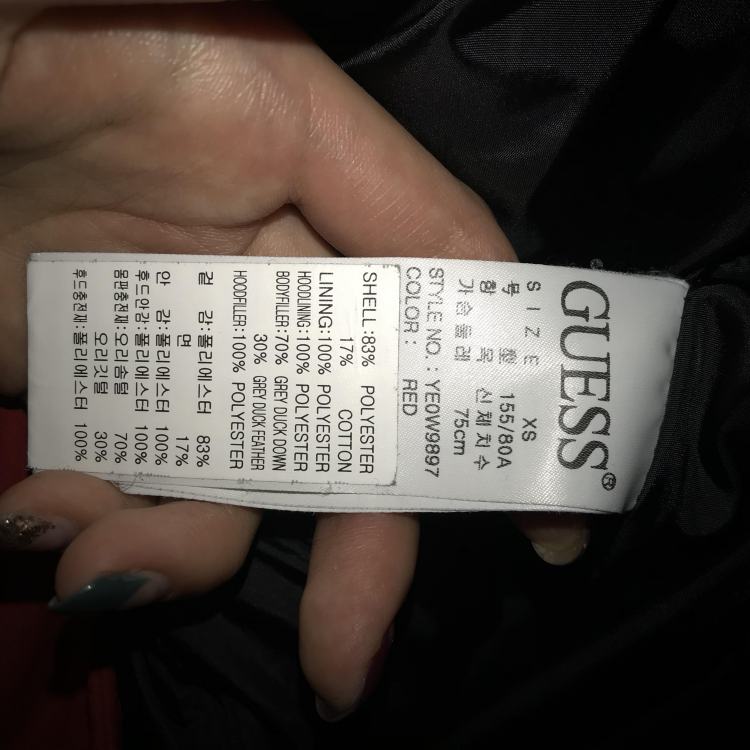 GUESS®
SIZE XS
号 型 155/80A
항 목 신체치수
가슴둘레 75cm
STYLE NO. : YE0W9897
COLOR : RED
SHELL:83% POLYESTER
17% COTTON
LINING:100% POLYESTER
HOODLINING:100% POLYESTER
BODYFILLER:70% GREY DUCK DOWN
30% GREY DUCK FEATHER
HOODFILLER:100% POLYESTER
겉 감:폴리에스터 83%
면 17%
안 감:폴리에스터 100%
후드안감:폴리에스터 100%
몸판충전재:오리솜털 70%
오리깃털 30%
후드충전재:폴리에스터 100%